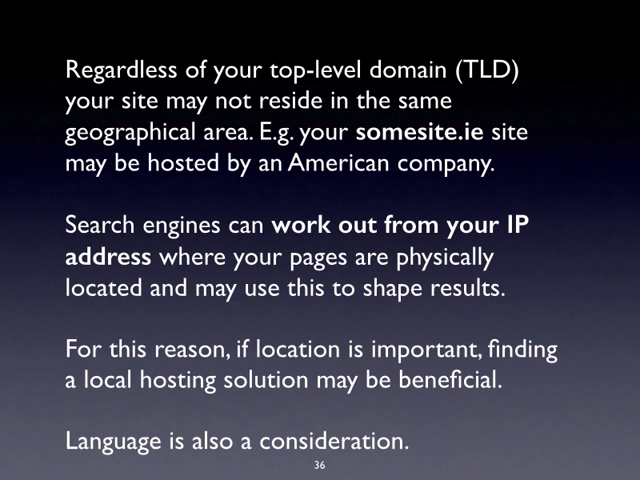 Regardless of your top-level domain (TLD)
your site may not reside in the same
geographical area. E.g. your somesite.ie site
may be hosted by an American company.
Search engines can work out from your IP
address where your pages are physically
located and may use this to shape results.
For this reason, if location is important, finding
a local hosting solution may be beneficial.
Language is also a consideration.
36